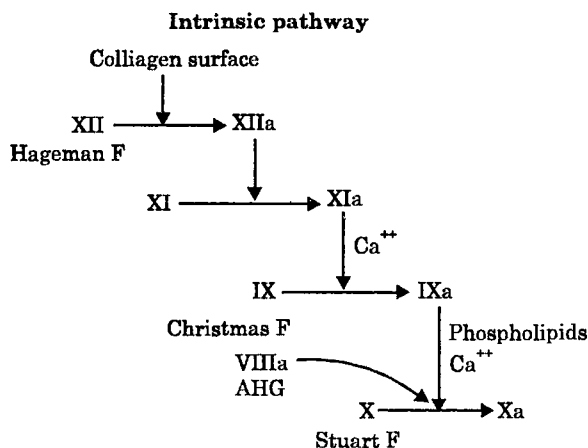 Intrinsic pathway
Colliagen surface
XII XIIa
Hageman F
XI XIa
Ca++
IX IXa
Christmas F
Phospholipids
VIIIa Ca++
AHG
X Xa
Stuart F